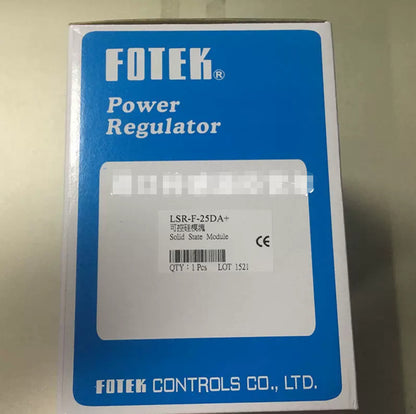 FOTEK®
Power
Regulator
LSR-F-25DA+
可控硅模塊
Solid State Module
CE
QTY : 1 Pcs LOT 1521
FOTEK CONTROLS CO., LTD.